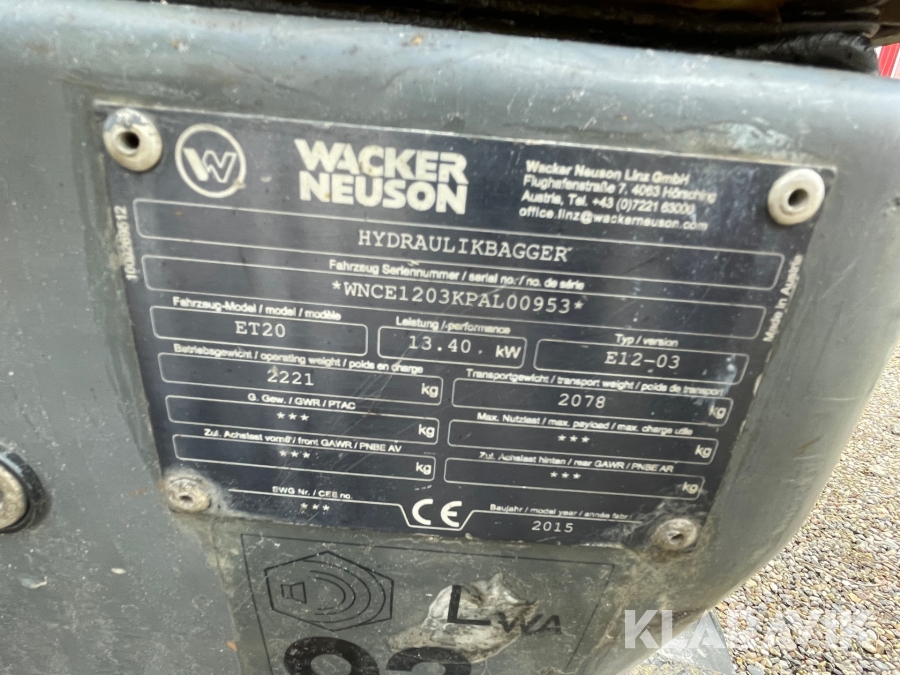 WACKER
NEUSON
Wacker Neuson Linz GmbH
Flughafenstraße 7, 4063 Hörsching
Austria, Tel. +43 (0)7221 63000
office.linz@wackerneuson.com
HYDRAULIKBAGGER
Fahrzeug Seriennummer / serial no./ no. de série
*WNCE1203KPAL00953*
Fahrzeug-Model / model / modèle
ET20
Leistung / performance
13.40 kW
Typ / version
E12-03
Betriebsgewicht / operating weight / poids en charge
2221 kg
Transportgewicht / transport weight / poids de transport
2078 kg
G. Gew. / GWR / PTAC
*** kg
Max. Nutzlast / max. payload / max. charge utile
*** kg
Zul. Achslast vorne / front GAWR / PNBE AV
*** kg
Zul. Achslast hinten / rear GAWR / PNBE AR
*** kg
EWG Nr. / CEE no.
***
CE
Baujahr / model year / année fabr.
2015
Made in Austria
LWA
93
KLARAVIK